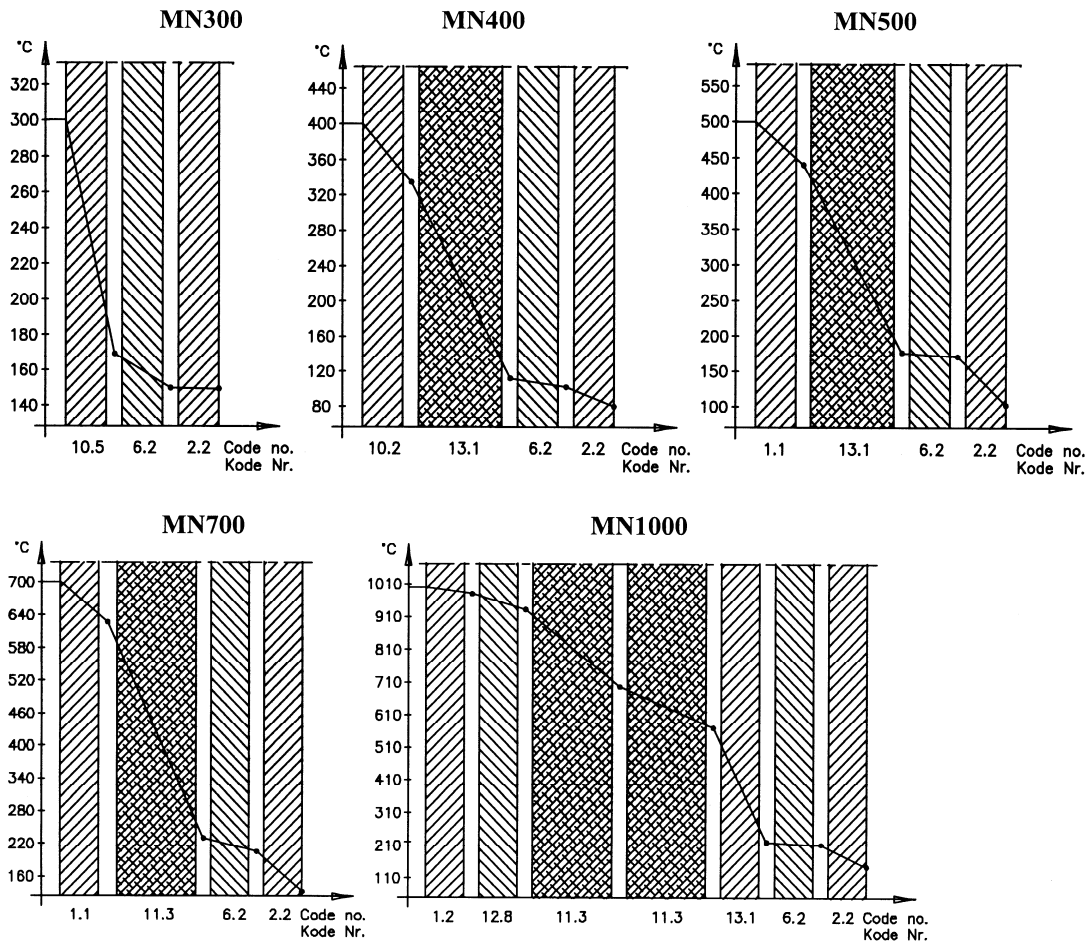 MN300
°C
320
300
280
260
240
220
200
180
160
140
10.5 6.2 2.2 Code no.
Kode Nr.
MN400
°C
440
400
360
320
280
240
200
160
120
80
10.2 13.1 6.2 2.2 Code no.
Kode Nr.
MN500
°C
550
500
450
400
350
300
250
200
150
100
1.1 13.1 6.2 2.2 Code no.
Kode Nr.
MN700
°C
700
640
580
520
460
400
340
280
220
160
1.1 11.3 6.2 2.2 Code no.
Kode Nr.
MN1000
°C
1010
910
810
710
610
510
410
310
210
110
1.2 12.8 11.3 11.3 13.1 6.2 2.2 Code no.
Kode Nr.